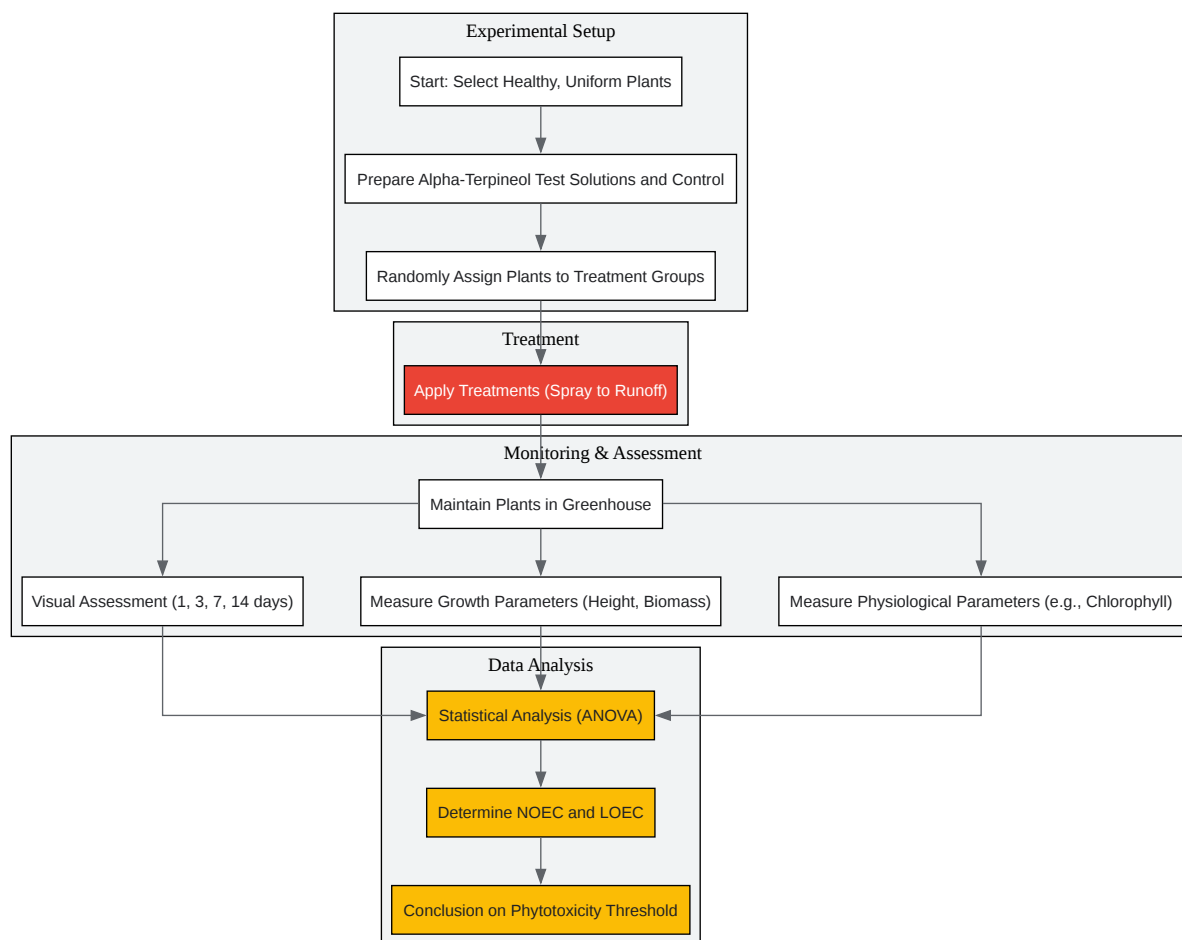 Experimental Setup
Start: Select Healthy, Uniform Plants
Prepare Alpha-Terpineol Test Solutions and Control
Randomly Assign Plants to Treatment Groups
Treatment
Apply Treatments (Spray to Runoff)
Monitoring & Assessment
Maintain Plants in Greenhouse
Visual Assessment (1, 3, 7, 14 days)
Measure Growth Parameters (Height, Biomass)
Measure Physiological Parameters (e.g., Chlorophyll)
Data Analysis
Statistical Analysis (ANOVA)
Determine NOEC and LOEC
Conclusion on Phytotoxicity Threshold